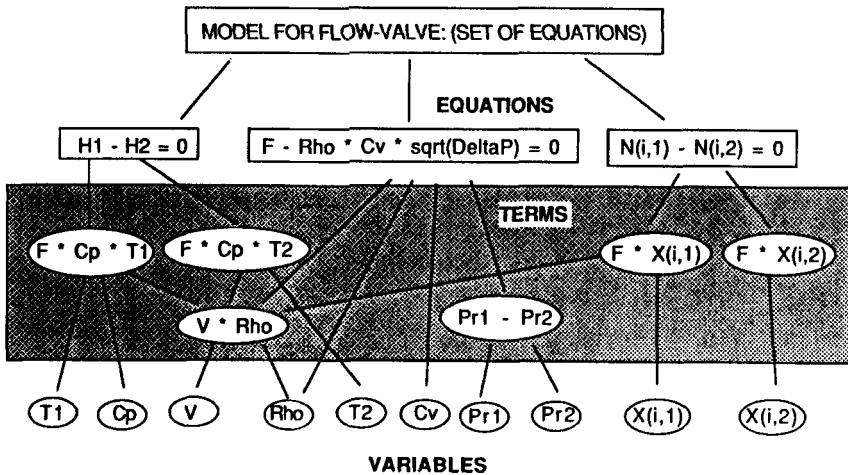 MODEL FOR FLOW-VALVE: (SET OF EQUATIONS)
EQUATIONS
H1 - H2 = 0
F - Rho * Cv * sqrt(DeltaP) = 0
N(i,1) - N(i,2) = 0
TERMS
F * Cp * T1
F * Cp * T2
F * X(i,1)
F * X(i,2)
V * Rho
Pr1 - Pr2
T1
Cp
V
Rho
T2
Cv
Pr1
Pr2
X(i,1)
X(i,2)
VARIABLES